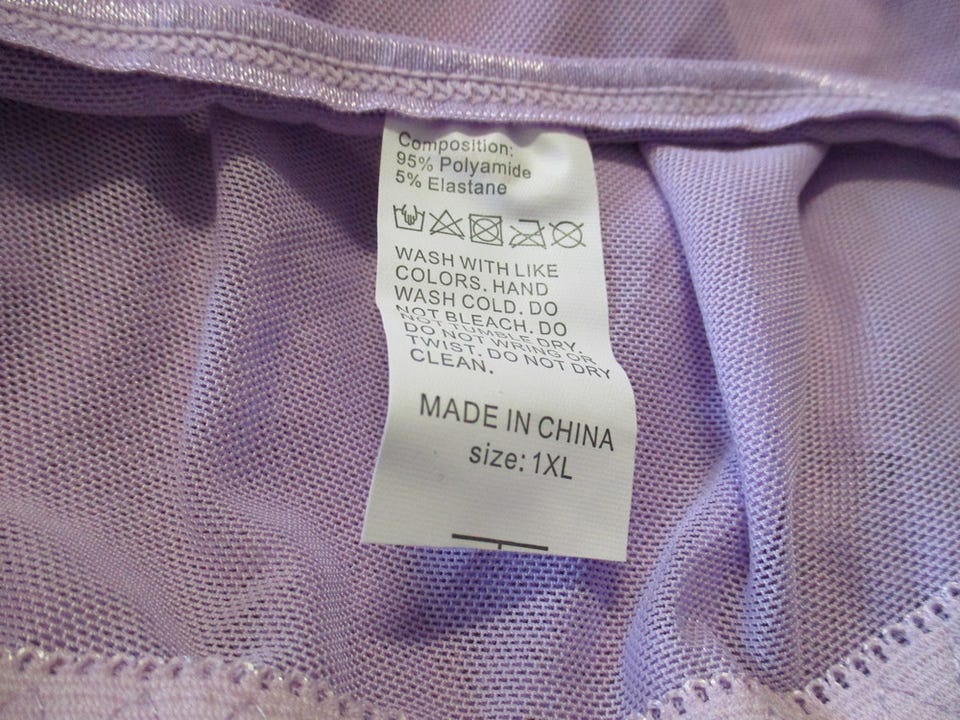 Composition:
95% Polyamide
5% Elastane
WASH WITH LIKE
COLORS. HAND
WASH COLD. DO
NOT BLEACH. DO
NOT TUMBLE DRY.
DO NOT WRING OR
TWIST. DO NOT DRY
CLEAN.
MADE IN CHINA
size: 1XL